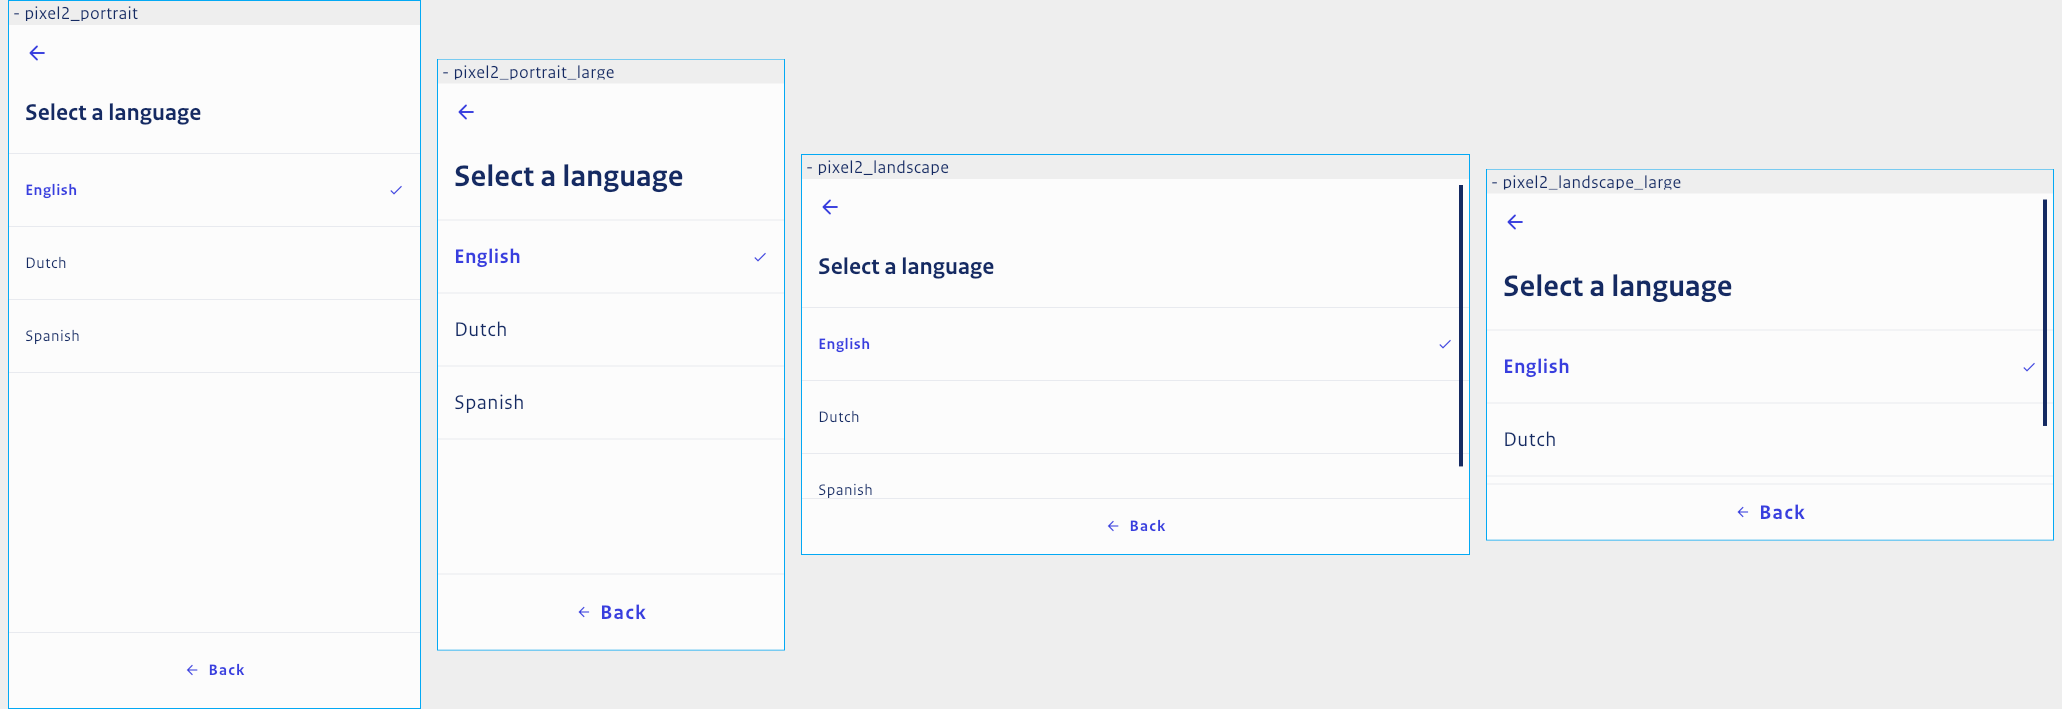 - pixel2_portrait
Select a language
English
Dutch
Spanish
Back
- pixel2_portrait_large
Select a language
English
Dutch
Spanish
Back
- pixel2_landscape
Select a language
English
Dutch
Spanish
Back
- pixel2_landscape_large
Select a language
English
Dutch
Back